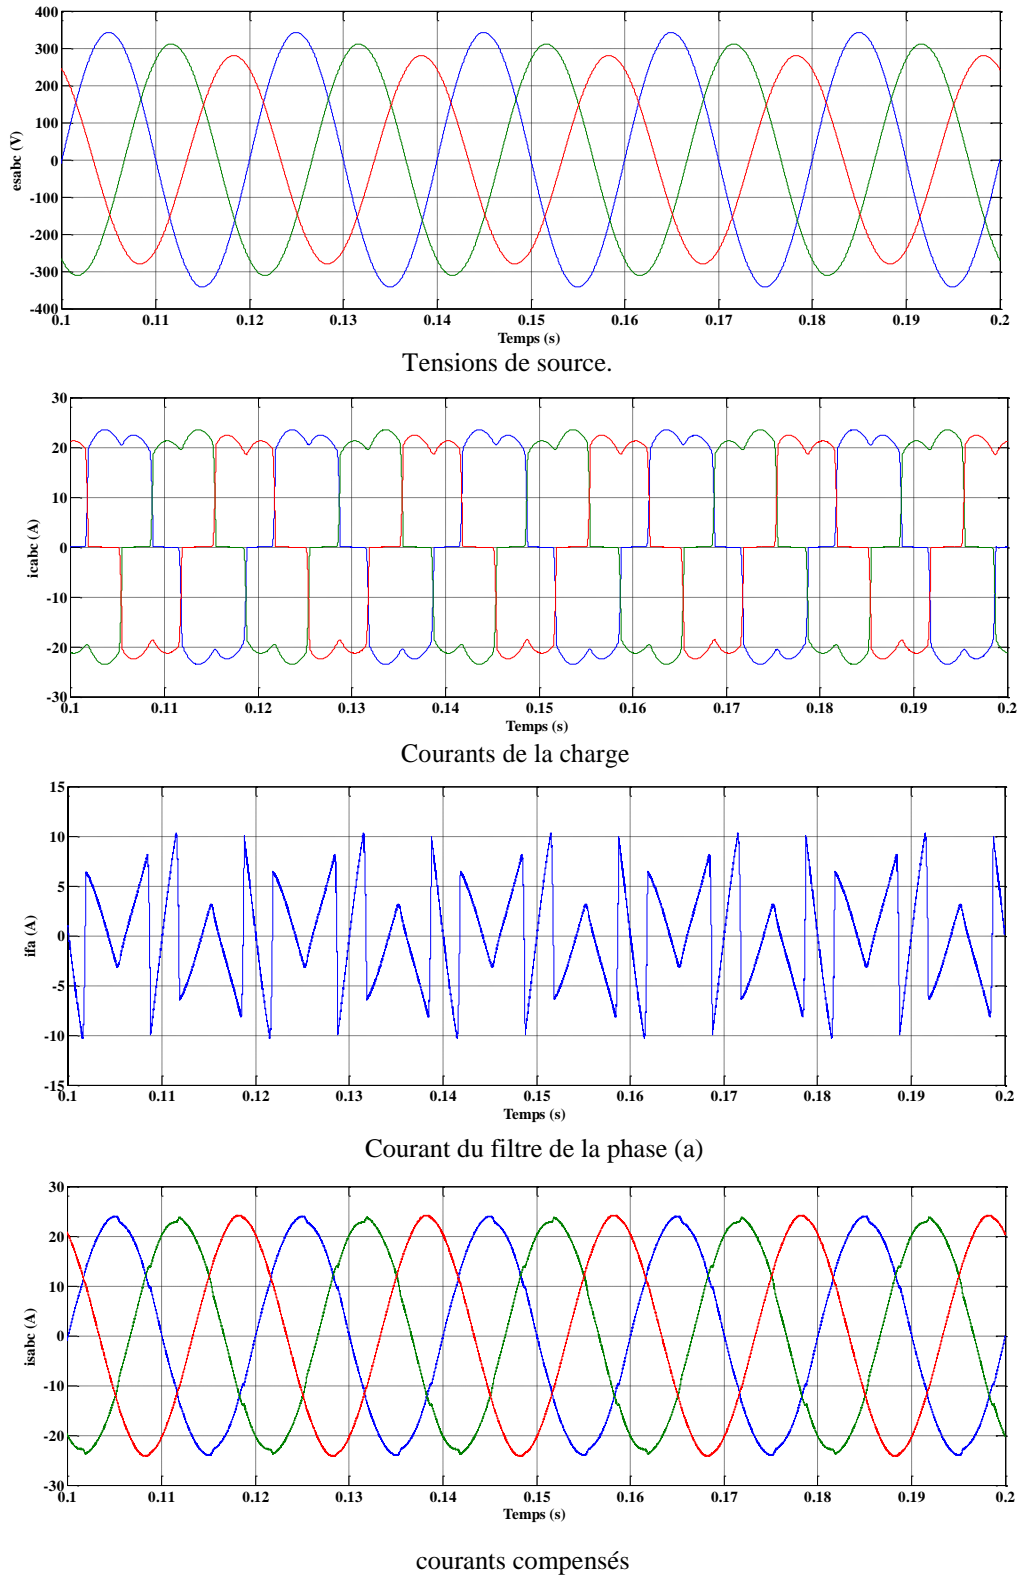 400
300
200
100
0
-100
-200
-300
-400
esabc (V)
0.1 0.11 0.12 0.13 0.14 0.15 0.16 0.17 0.18 0.19 0.2
Temps (s)
Tensions de source.
30
20
10
0
-10
-20
-30
icabc (A)
0.1 0.11 0.12 0.13 0.14 0.15 0.16 0.17 0.18 0.19 0.2
Temps (s)
Courants de la charge
15
10
5
0
-5
-10
-15
ifa (A)
0.1 0.11 0.12 0.13 0.14 0.15 0.16 0.17 0.18 0.19 0.2
Temps (s)
Courant du filtre de la phase (a)
30
20
10
0
-10
-20
-30
isabc (A)
0.1 0.11 0.12 0.13 0.14 0.15 0.16 0.17 0.18 0.19 0.2
Temps (s)
courants compensés